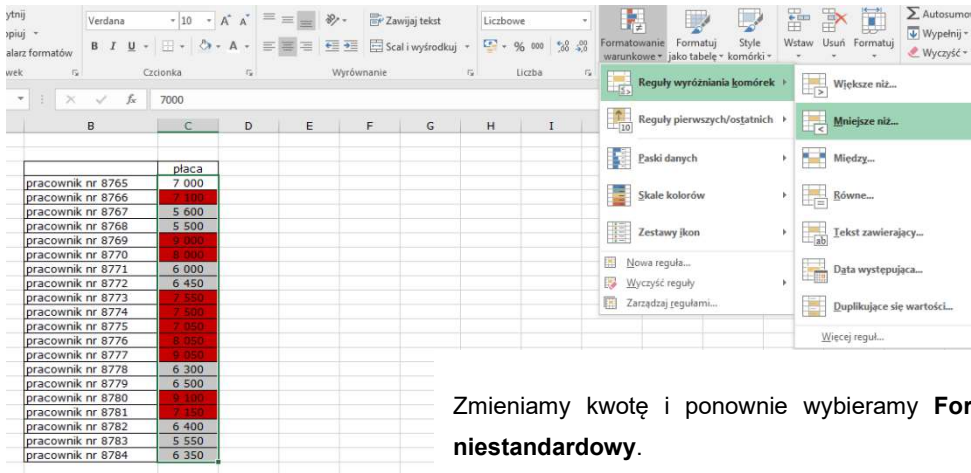 Verdana 10 A A Zawijaj tekst Liczbowe Autosumo
B I U A Scal i wyśrodkuj % 000 Formatowanie warunkowe Formatuj jako tabelę Style komórki Wstaw Usuń Formatuj Wypełnij
alarz formatów Wyczyść
Czcionka Wyrównanie Liczba
fx 7000
B C D E F G H I
płaca
pracownik nr 8765 7 000
pracownik nr 8766 7 100
pracownik nr 8767 5 600
pracownik nr 8768 5 500
pracownik nr 8769 9 000
pracownik nr 8770 8 000
pracownik nr 8771 6 000
pracownik nr 8772 6 450
pracownik nr 8773 7 550
pracownik nr 8774 7 500
pracownik nr 8775 7 050
pracownik nr 8776 8 050
pracownik nr 8777 9 050
pracownik nr 8778 6 300
pracownik nr 8779 6 500
pracownik nr 8780 9 100
pracownik nr 8781 7 150
pracownik nr 8782 6 400
pracownik nr 8783 5 550
pracownik nr 8784 6 350
Reguły wyróżniania komórek
Reguły pierwszych/ostatnich
Paski danych
Skale kolorów
Zestawy ikon
Nowa reguła...
Wyczyść reguły
Zarządzaj regułami...
Większe niż...
Mniejsze niż...
Między...
Równe...
Tekst zawierający...
Data występująca...
Duplikujące się wartości...
Więcej reguł...
Zmieniamy kwotę i ponownie wybieramy For
niestandardowy.